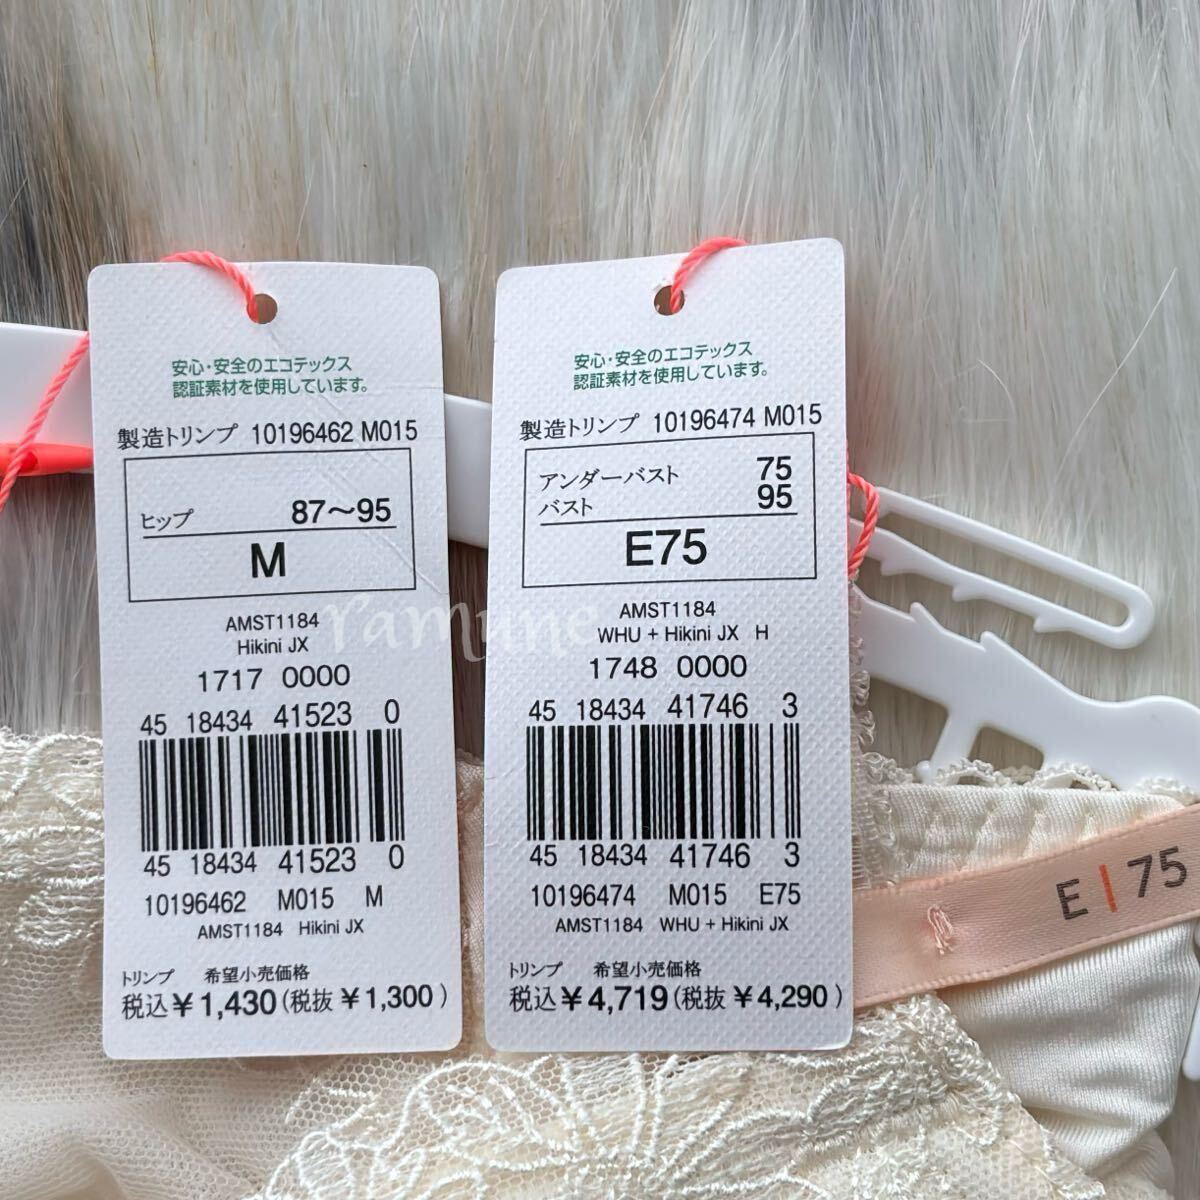 安心・安全のエコテックス
認証素材を使用しています。
製造トリンプ 10196462 M015
ヒップ 87～95
M
AMST1184
Hikini JX
1717 0000
45 18434 41523 0
45 18434 41523 0
10196462 M015 M
AMST1184 Hikini JX
トリンプ 希望小売価格
税込￥1,430(税抜￥1,300)
安心・安全のエコテックス
認証素材を使用しています。
製造トリンプ 10196474 M015
アンダーバスト 75
バスト 95
E75
AMST1184
WHU + Hikini JX H
1748 0000
45 18434 41746 3
45 18434 41746 3
10196474 M015 E75
AMST1184 WHU + Hikini JX
トリンプ 希望小売価格
税込￥4,719(税抜￥4,290)
E | 75
ramune